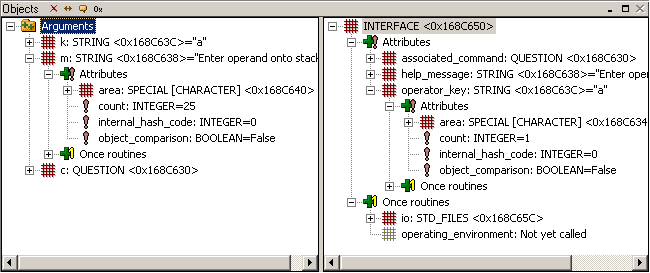 Objects 0x
Arguments
k: STRING <0x168C63C>="a"
m: STRING <0x168C638>="Enter operand onto stack
Attributes
area: SPECIAL [CHARACTER] <0x168C640>
count: INTEGER=25
internal_hash_code: INTEGER=0
object_comparison: BOOLEAN=False
Once routines
c: QUESTION <0x168C630>
INTERFACE <0x168C650>
Attributes
associated_command: QUESTION <0x168C630>
help_message: STRING <0x168C638>="Enter oper
operator_key: STRING <0x168C63C>="a"
Attributes
area: SPECIAL [CHARACTER] <0x168C634
count: INTEGER=1
internal_hash_code: INTEGER=0
object_comparison: BOOLEAN=False
Once routines
Once routines
io: STD_FILES <0x168C65C>
operating_environment: Not yet called